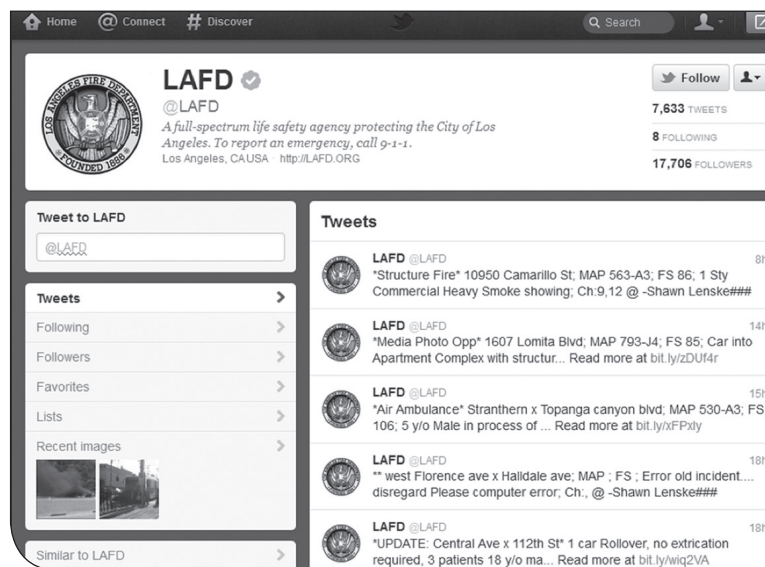 Home @ Connect # Discover Search
LOS ANGELES FIRE DEPARTMENT
FOUNDED 1886
LAFD
@LAFD
A full-spectrum life safety agency protecting the City of Los
Angeles. To report an emergency, call 9-1-1.
Los Angeles, CA USA · http://LAFD.ORG
Follow
7,633 TWEETS
8 FOLLOWING
17,706 FOLLOWERS
Tweet to LAFD
@LAFD
Tweets
Following
Followers
Favorites
Lists
Recent images
Similar to LAFD
Tweets
LAFD @LAFD 8h
*Structure Fire* 10950 Camarillo St; MAP 563-A3; FS 86; 1 Sty
Commercial Heavy Smoke showing; Ch:9,12 @ -Shawn Lenske###
LAFD @LAFD 14h
*Media Photo Opp* 1607 Lomita Blvd; MAP 793-J4; FS 85; Car into
Apartment Complex with structur... Read more at bit.ly/zDUf4r
LAFD @LAFD 15h
*Air Ambulance* Stranthern x Topanga canyon blvd; MAP 530-A3; FS
106; 5 y/o Male in process of ... Read more at bit.ly/xFPxly
LAFD @LAFD 18h
** west Florence ave x Halldale ave; MAP ; FS ; Error old incident....
disregard Please computer error; Ch:, @ -Shawn Lenske###
LAFD @LAFD 18h
*UPDATE: Central Ave x 112th St* 1 car Rollover, no extrication
required, 3 patients 18 y/o ma... Read more at bit.ly/wiq2VA